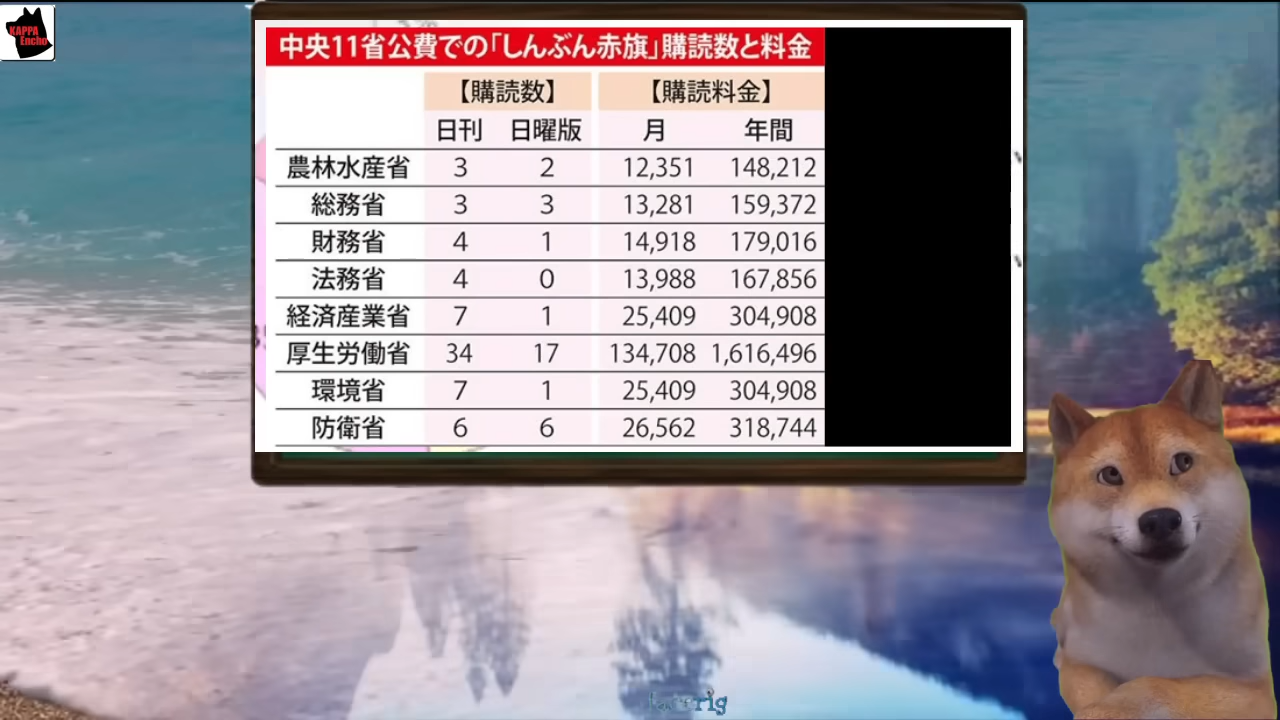 KAPPA
Encho
中央11省公費での「しんぶん赤旗」購読数と料金
【購読数】 【購読料金】
日刊 日曜版 月 年間
農林水産省 3 2 12,351 148,212
総務省 3 3 13,281 159,372
財務省 4 1 14,918 179,016
法務省 4 0 13,988 167,856
経済産業省 7 1 25,409 304,908
厚生労働省 34 17 134,708 1,616,496
環境省 7 1 25,409 304,908
防衛省 6 6 26,562 318,744